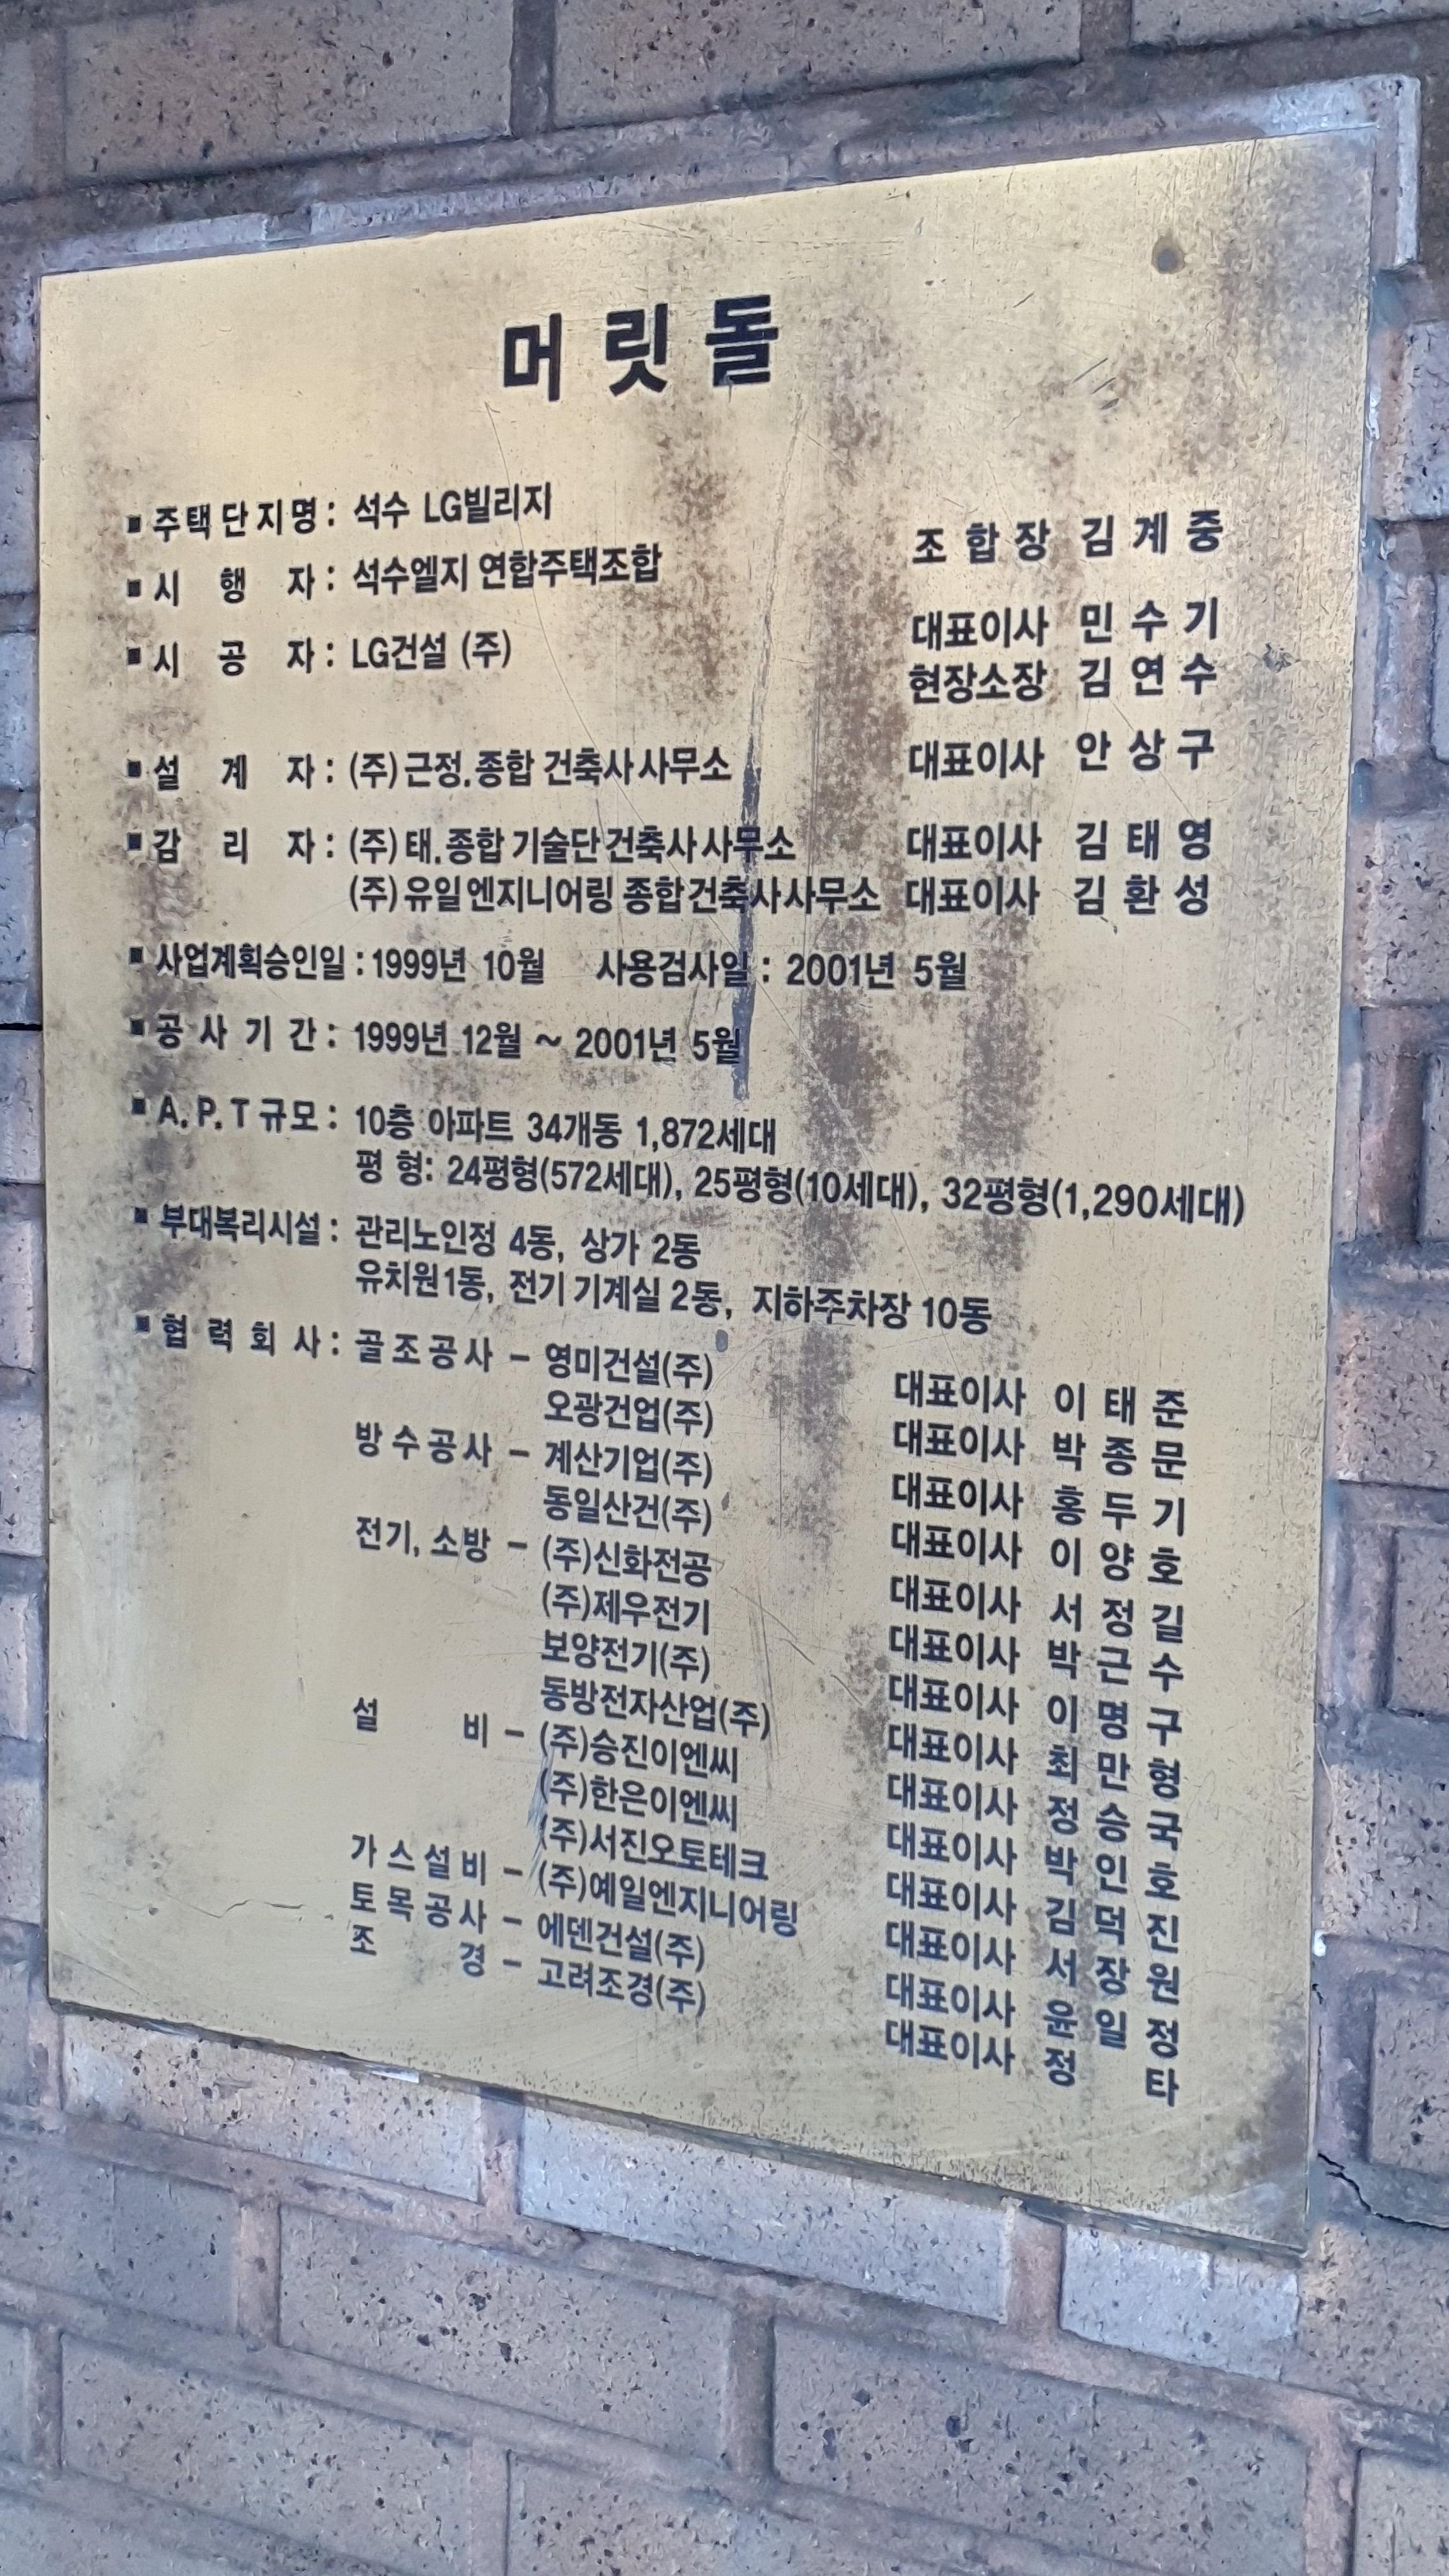 머릿돌
■ 주택단지명 : 석수 LG빌리지
■ 시 행 자 : 석수엘지 연합주택조합 조 합 장 김 계 중
■ 시 공 자 : LG건설 (주) 대표이사 민 수 기
현장소장 김 연 수
■ 설 계 자 : (주) 근정.종합 건축사사무소 대표이사 안 상 구
■ 감 리 자 : (주) 태.종합 기술단건축사사무소 대표이사 김 태 영
(주) 유일엔지니어링 종합건축사사무소 대표이사 김 환 성
■ 사업계획승인일 : 1999년 10월 사용검사일 : 2001년 5월
■ 공 사 기 간 : 1999년 12월 ~ 2001년 5월
■ A. P. T 규모 : 10층 아파트 34개동 1,872세대
평 형: 24평형(572세대), 25평형(10세대), 32평형(1,290세대)
■ 부대복리시설 : 관리노인정 4동, 상가 2동
유치원1동, 전기 기계실 2동, 지하주차장 10동
■ 협 력 회 사 : 골조공사 - 영미건설(주) 대표이사 이 태 준
오광건업(주) 대표이사 박 종 문
방수공사 - 계산기업(주) 대표이사 홍 두 기
동일산건(주) 대표이사 이 양 호
전기, 소방 - (주)신화전공 대표이사 서 정 길
(주)제우전기 대표이사 박 근 수
보양전기(주) 대표이사 이 명 구
동방전자산업(주) 대표이사 최 만 형
설 비 - (주)승진이엔씨 대표이사 정 승 국
(주)한은이엔씨 대표이사 박 인 호
(주)서진오토테크 대표이사 김 덕 진
가스설비 - (주)예일엔지니어링 대표이사 서 장 원
토목공사 - 에덴건설(주) 대표이사 윤 일 정
조 경 - 고려조경(주) 대표이사 정 타